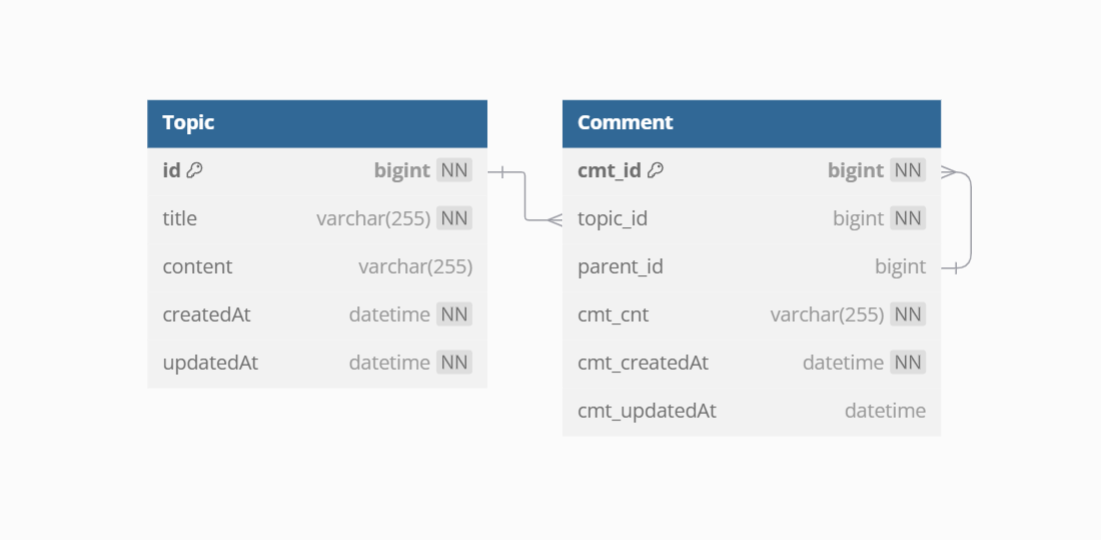 Topic
id bigint NN
title varchar(255) NN
content varchar(255)
createdAt datetime NN
updatedAt datetime NN
Comment
cmt_id bigint NN
topic_id bigint NN
parent_id bigint
cmt_cnt varchar(255) NN
cmt_createdAt datetime NN
cmt_updatedAt datetime